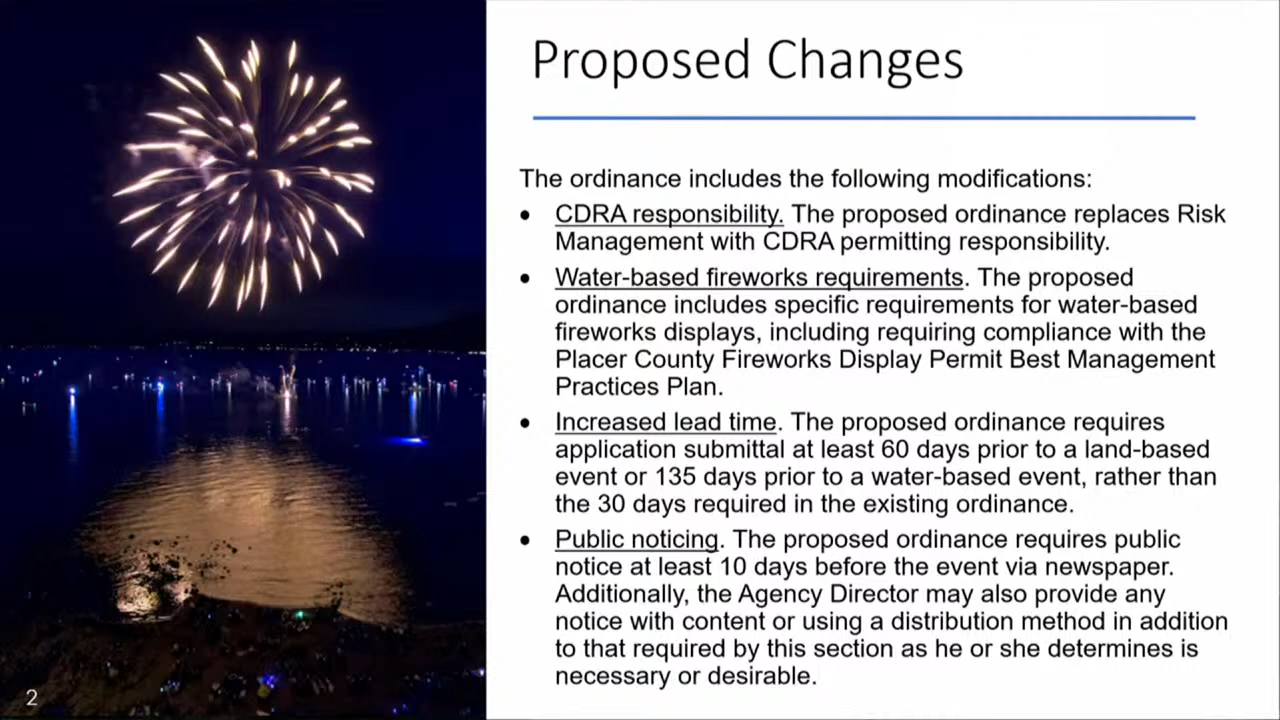 Proposed Changes
The ordinance includes the following modifications:
• CDRA responsibility. The proposed ordinance replaces Risk
Management with CDRA permitting responsibility.
• Water-based fireworks requirements. The proposed
ordinance includes specific requirements for water-based
fireworks displays, including requiring compliance with the
Placer County Fireworks Display Permit Best Management
Practices Plan.
• Increased lead time. The proposed ordinance requires
application submittal at least 60 days prior to a land-based
event or 135 days prior to a water-based event, rather than
the 30 days required in the existing ordinance.
• Public noticing. The proposed ordinance requires public
notice at least 10 days before the event via newspaper.
Additionally, the Agency Director may also provide any
notice with content or using a distribution method in addition
to that required by this section as he or she determines is
necessary or desirable.
2